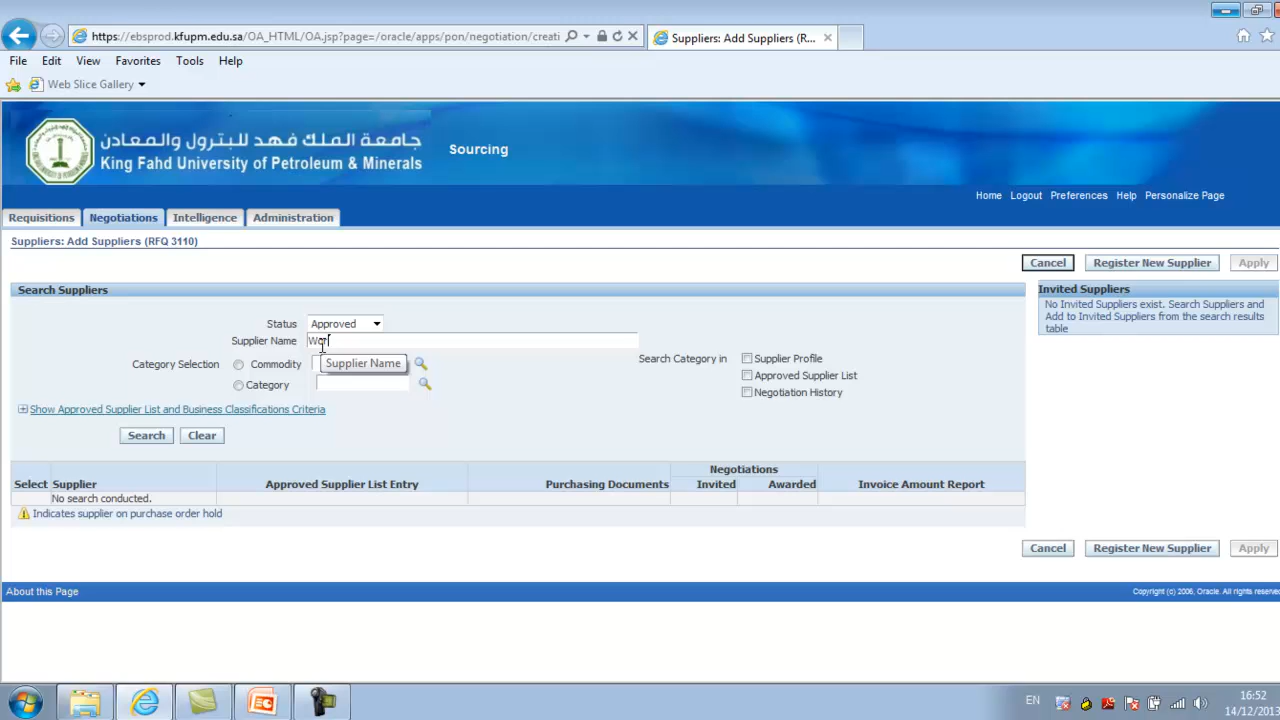 https://ebsprod.kfupm.edu.sa/OA_HTML/OA.jsp?page=/oracle/apps/pon/negotiation/creati
Suppliers: Add Suppliers (R...
File Edit View Favorites Tools Help
Web Slice Gallery
جامعة الملك فهد للبترول والمعادن
King Fahd University of Petroleum & Minerals
Sourcing
Home Logout Preferences Help Personalize Page
Requisitions Negotiations Intelligence Administration
Suppliers: Add Suppliers (RFQ 3110)
Cancel Register New Supplier Apply
Search Suppliers
Invited Suppliers
No Invited Suppliers exist. Search Suppliers and
Add to Invited Suppliers from the search results
table
Status Approved
Supplier Name Wor
Category Selection Commodity
Supplier Name
Category
Search Category in Supplier Profile
Approved Supplier List
Negotiation History
Show Approved Supplier List and Business Classifications Criteria
Search Clear
Negotiations
Select Supplier Approved Supplier List Entry Purchasing Documents Invited Awarded Invoice Amount Report
No search conducted.
Indicates supplier on purchase order hold
Cancel Register New Supplier Apply
About this Page
Copyright (c) 2006, Oracle. All rights reserve
EN
16:52
14/12/2013